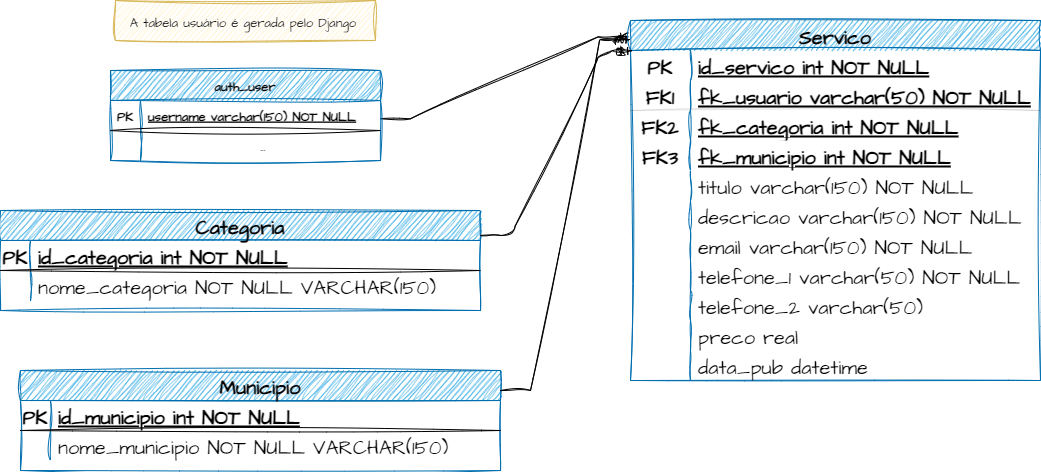 A tabela usuário é gerada pelo Django
auth_user
PK username varchar(150) NOT NULL
...
Categoria
PK id_categoria int NOT NULL
nome_categoria NOT NULL VARCHAR(150)
Municipio
PK id_municipio int NOT NULL
nome_municipio NOT NULL VARCHAR(150)
Servico
PK id_servico int NOT NULL
FK1 fk_usuario varchar(50) NOT NULL
FK2 fk_categoria int NOT NULL
FK3 fk_municipio int NOT NULL
titulo varchar(150) NOT NULL
descricao varchar(150) NOT NULL
email varchar(150) NOT NULL
telefone_1 varchar(50) NOT NULL
telefone_2 varchar(50)
preco real
data_pub datetime